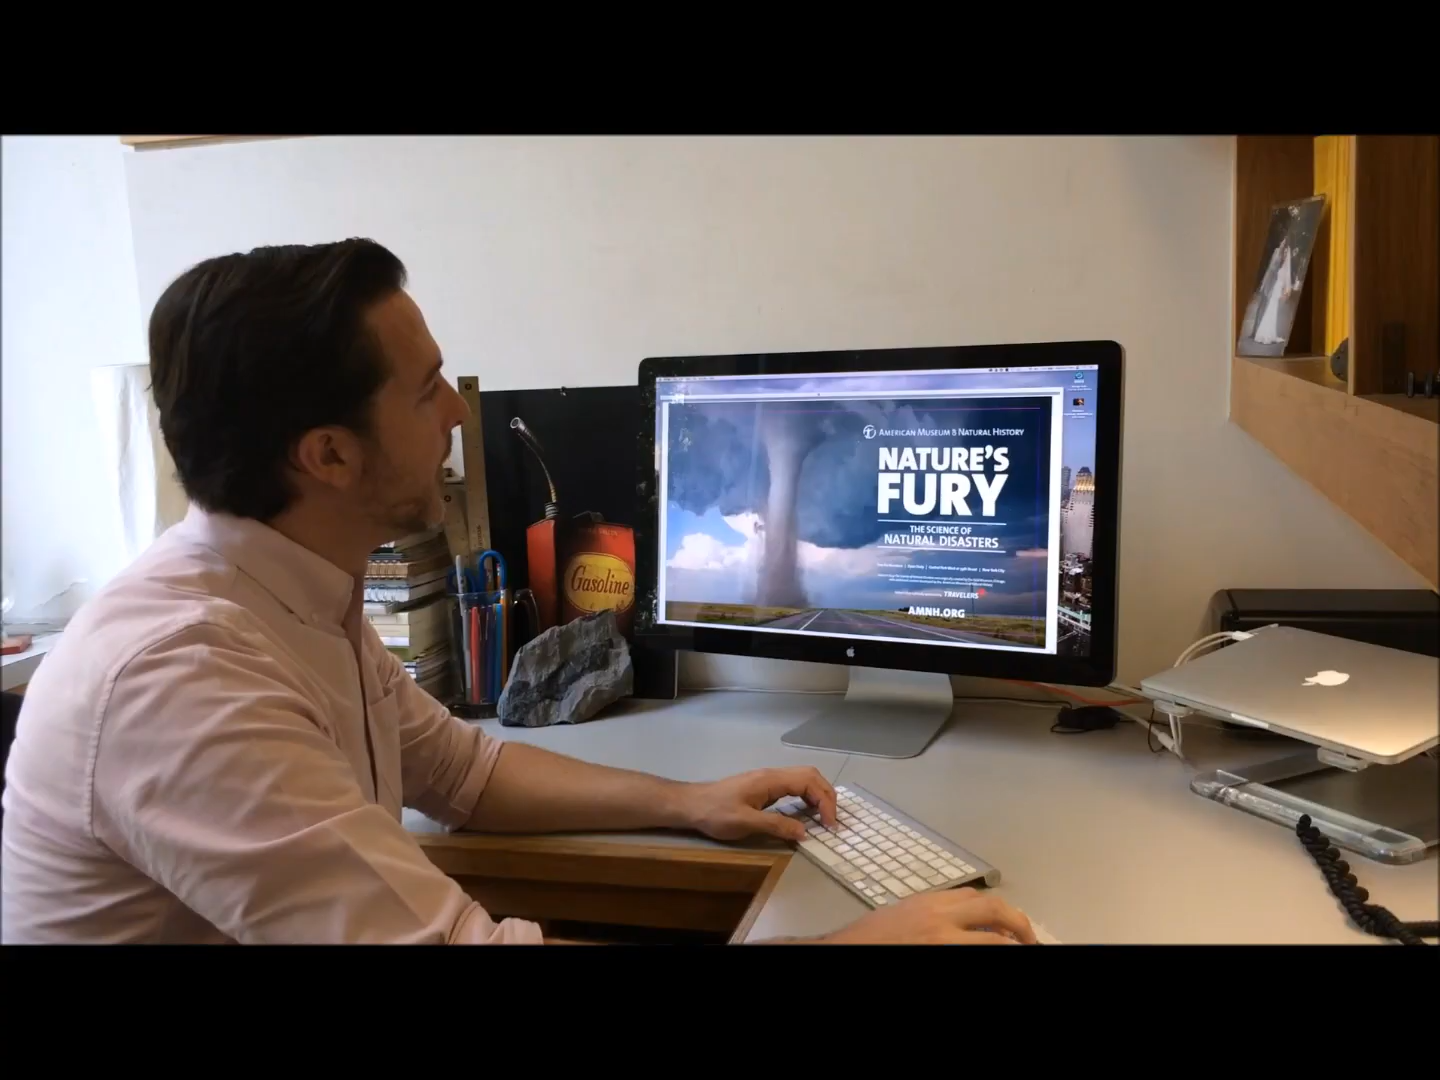 American Museum of Natural History
NATURE'S
FURY
THE SCIENCE OF
NATURAL DISASTERS
TRAVELERS
AMNH.ORG
Gasoline